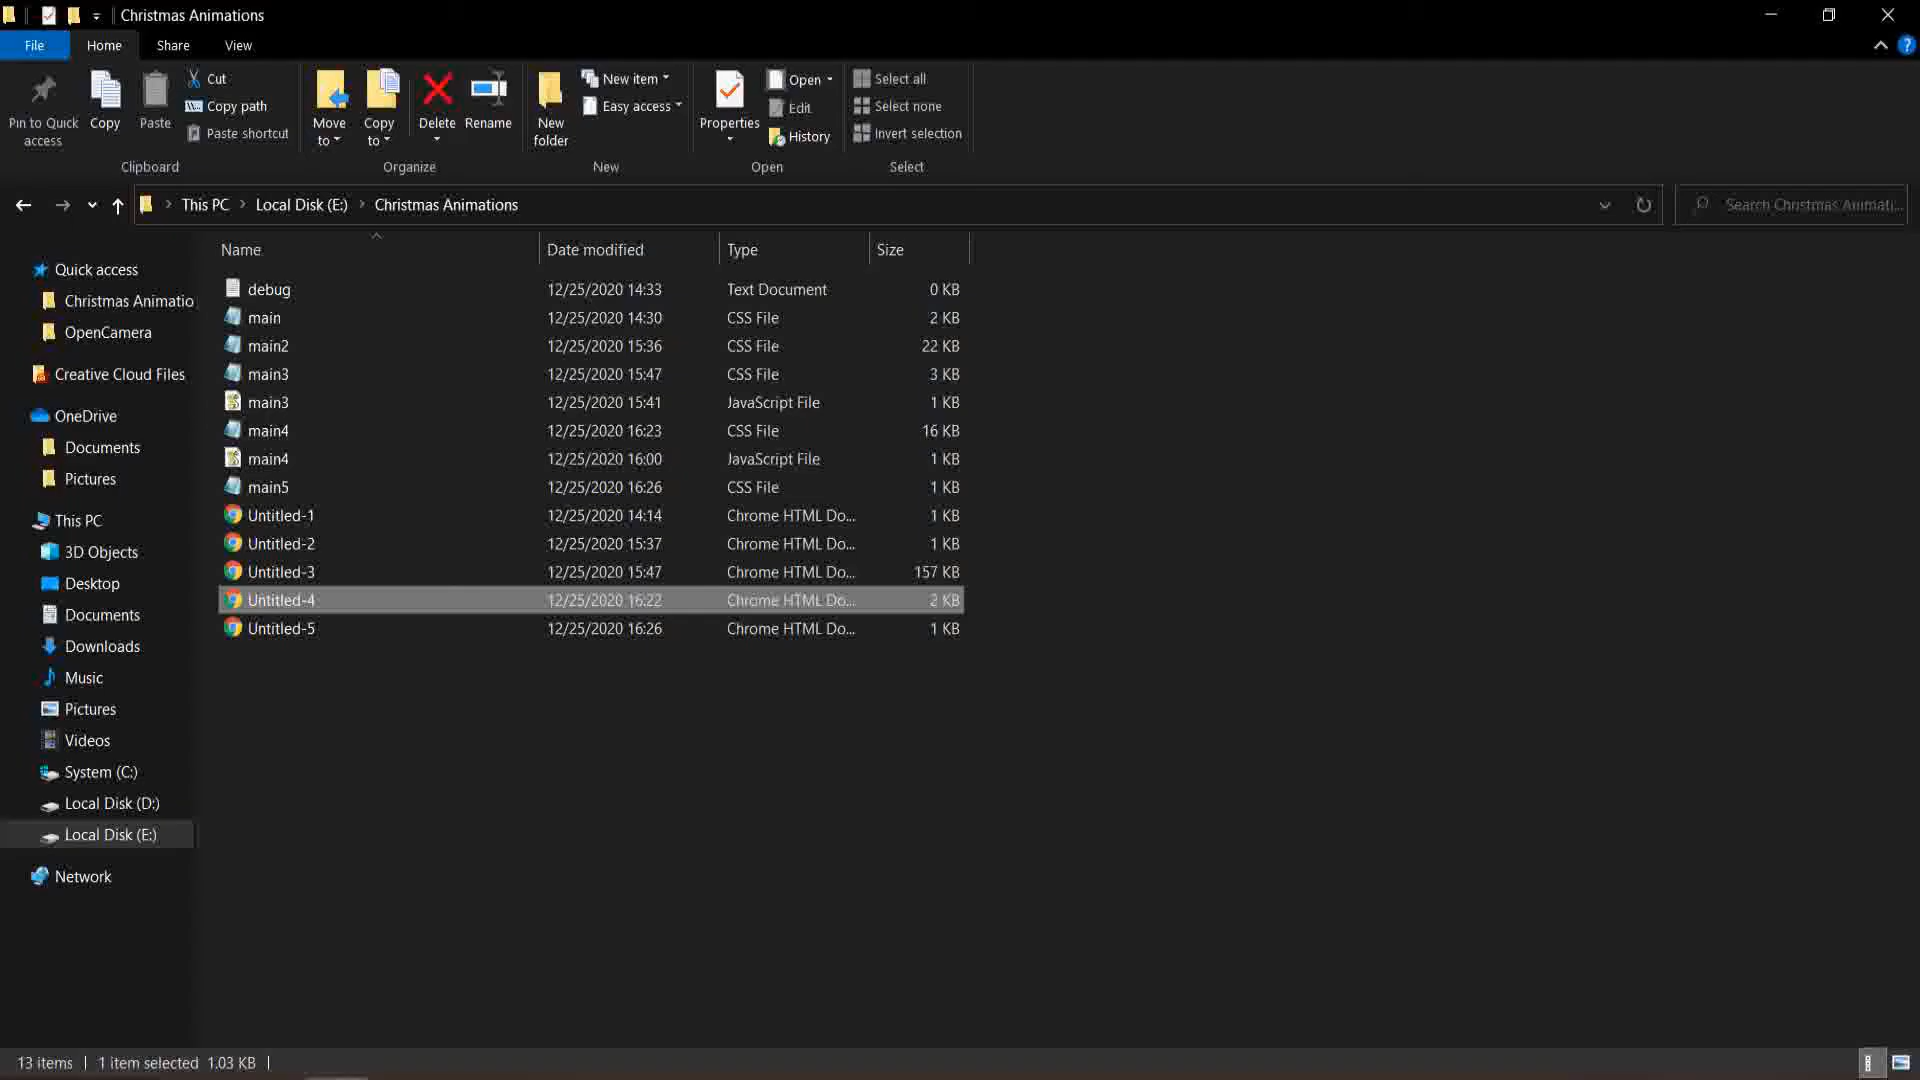 Christmas Animations
File Home Share View
Pin to Quick access
Copy
Paste
Cut
Copy path
Paste shortcut
Clipboard
Move to
Copy to
Delete
Rename
Organize
New folder
New item
Easy access
New
Properties
Open
Edit
History
Open
Select all
Select none
Invert selection
Select
This PC > Local Disk (E:) > Christmas Animations
Search Christmas Animati...
Quick access
Christmas Animatio
OpenCamera
Creative Cloud Files
OneDrive
Documents
Pictures
This PC
3D Objects
Desktop
Documents
Downloads
Music
Pictures
Videos
System (C:)
Local Disk (D:)
Local Disk (E:)
Network
Name Date modified Type Size
debug 12/25/2020 14:33 Text Document 0 KB
main 12/25/2020 14:30 CSS File 2 KB
main2 12/25/2020 15:36 CSS File 22 KB
main3 12/25/2020 15:47 CSS File 3 KB
main3 12/25/2020 15:41 JavaScript File 1 KB
main4 12/25/2020 16:23 CSS File 16 KB
main4 12/25/2020 16:00 JavaScript File 1 KB
main5 12/25/2020 16:26 CSS File 1 KB
Untitled-1 12/25/2020 14:14 Chrome HTML Do... 1 KB
Untitled-2 12/25/2020 15:37 Chrome HTML Do... 1 KB
Untitled-3 12/25/2020 15:47 Chrome HTML Do... 157 KB
Untitled-4 12/25/2020 16:22 Chrome HTML Do... 2 KB
Untitled-5 12/25/2020 16:26 Chrome HTML Do... 1 KB
13 items 1 item selected 1.03 KB